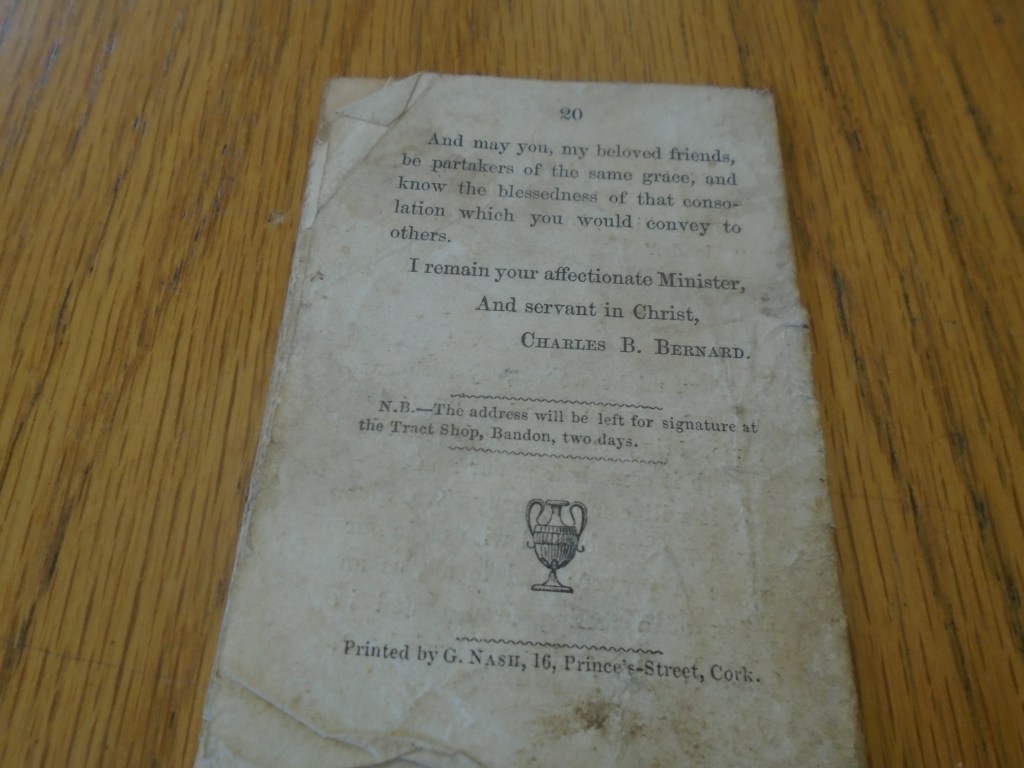 20
And may you, my beloved friends,
be partakers of the same grace, and
know the blessedness of that conso-
lation which you would convey to
others.
I remain your affectionate Minister,
And servant in Christ,
CHARLES B. BERNARD.
N.B.—The address will be left for signature at
the Tract Shop, Bandon, two days.
Printed by G. NASH, 16, Prince's-Street, Cork.